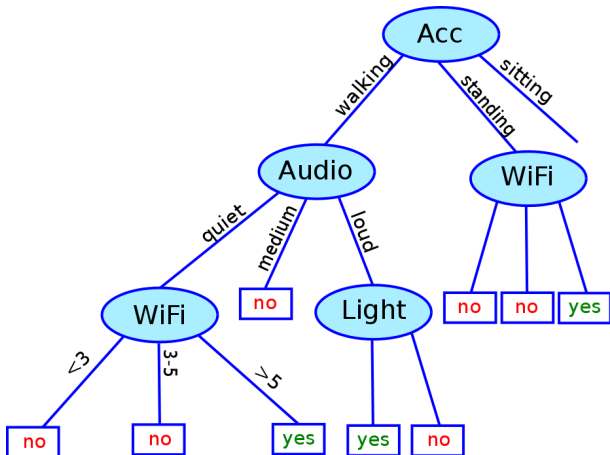 Acc
walking
standing
sitting
Audio
WiFi
quiet
medium
loud
no
no
yes
no
WiFi
Light
<3
3-5
>5
no
no
yes
yes
no